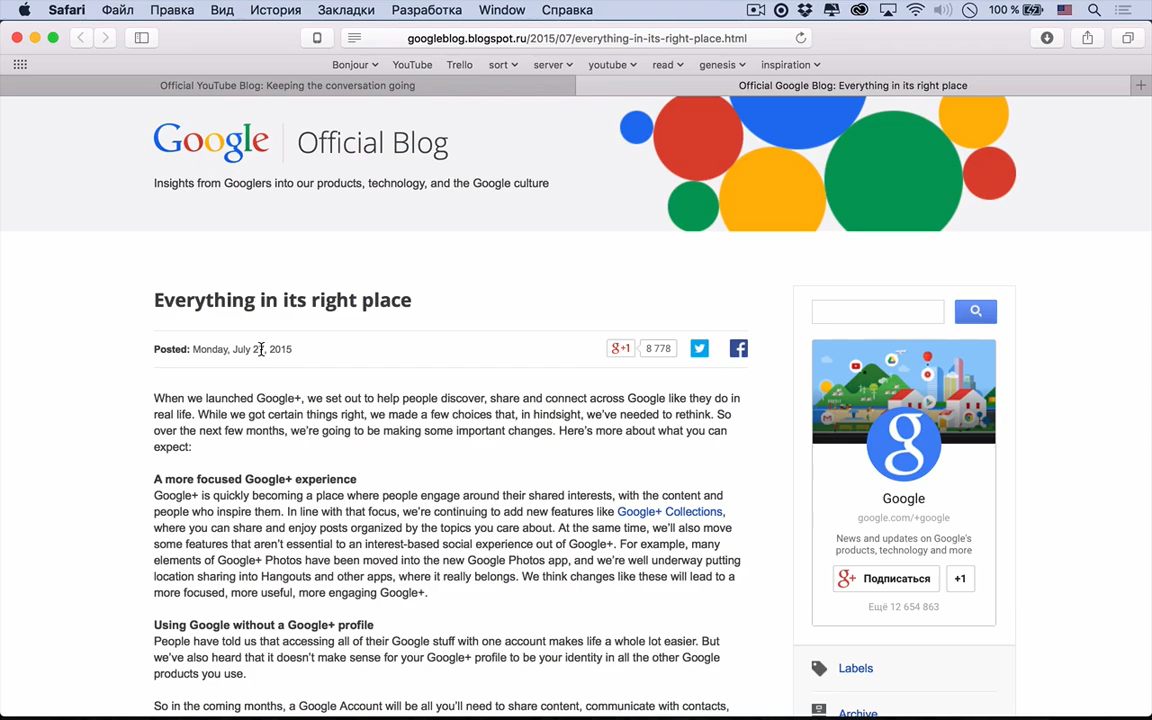 Safari Файл Правка Вид История Закладки Разработка Window Справка 100 %
googleblog.blogspot.ru/2015/07/everything-in-its-right-place.html
Bonjour YouTube Trello sort server youtube read genesis inspiration
Official YouTube Blog: Keeping the conversation going
Official Google Blog: Everything in its right place
Google Official Blog
Insights from Googlers into our products, technology, and the Google culture
Everything in its right place
Posted: Monday, July 2, 2015
g+1 8 778
When we launched Google+, we set out to help people discover, share and connect across Google like they do in
real life. While we got certain things right, we made a few choices that, in hindsight, we've needed to rethink. So
over the next few months, we're going to be making some important changes. Here's more about what you can
expect:
A more focused Google+ experience
Google+ is quickly becoming a place where people engage around their shared interests, with the content and
people who inspire them. In line with that focus, we're continuing to add new features like Google+ Collections,
where you can share and enjoy posts organized by the topics you care about. At the same time, we'll also move
some features that aren't essential to an interest-based social experience out of Google+. For example, many
elements of Google+ Photos have been moved into the new Google Photos app, and we're well underway putting
location sharing into Hangouts and other apps, where it really belongs. We think changes like these will lead to a
more focused, more useful, more engaging Google+.
Using Google without a Google+ profile
People have told us that accessing all of their Google stuff with one account makes life a whole lot easier. But
we've also heard that it doesn't make sense for your Google+ profile to be your identity in all the other Google
products you use.
So in the coming months, a Google Account will be all you'll need to share content, communicate with contacts,
g
Google
google.com/+google
News and updates on Google's
products, technology and more
g+ Подписаться +1
Ещё 12 654 863
Labels
Archive